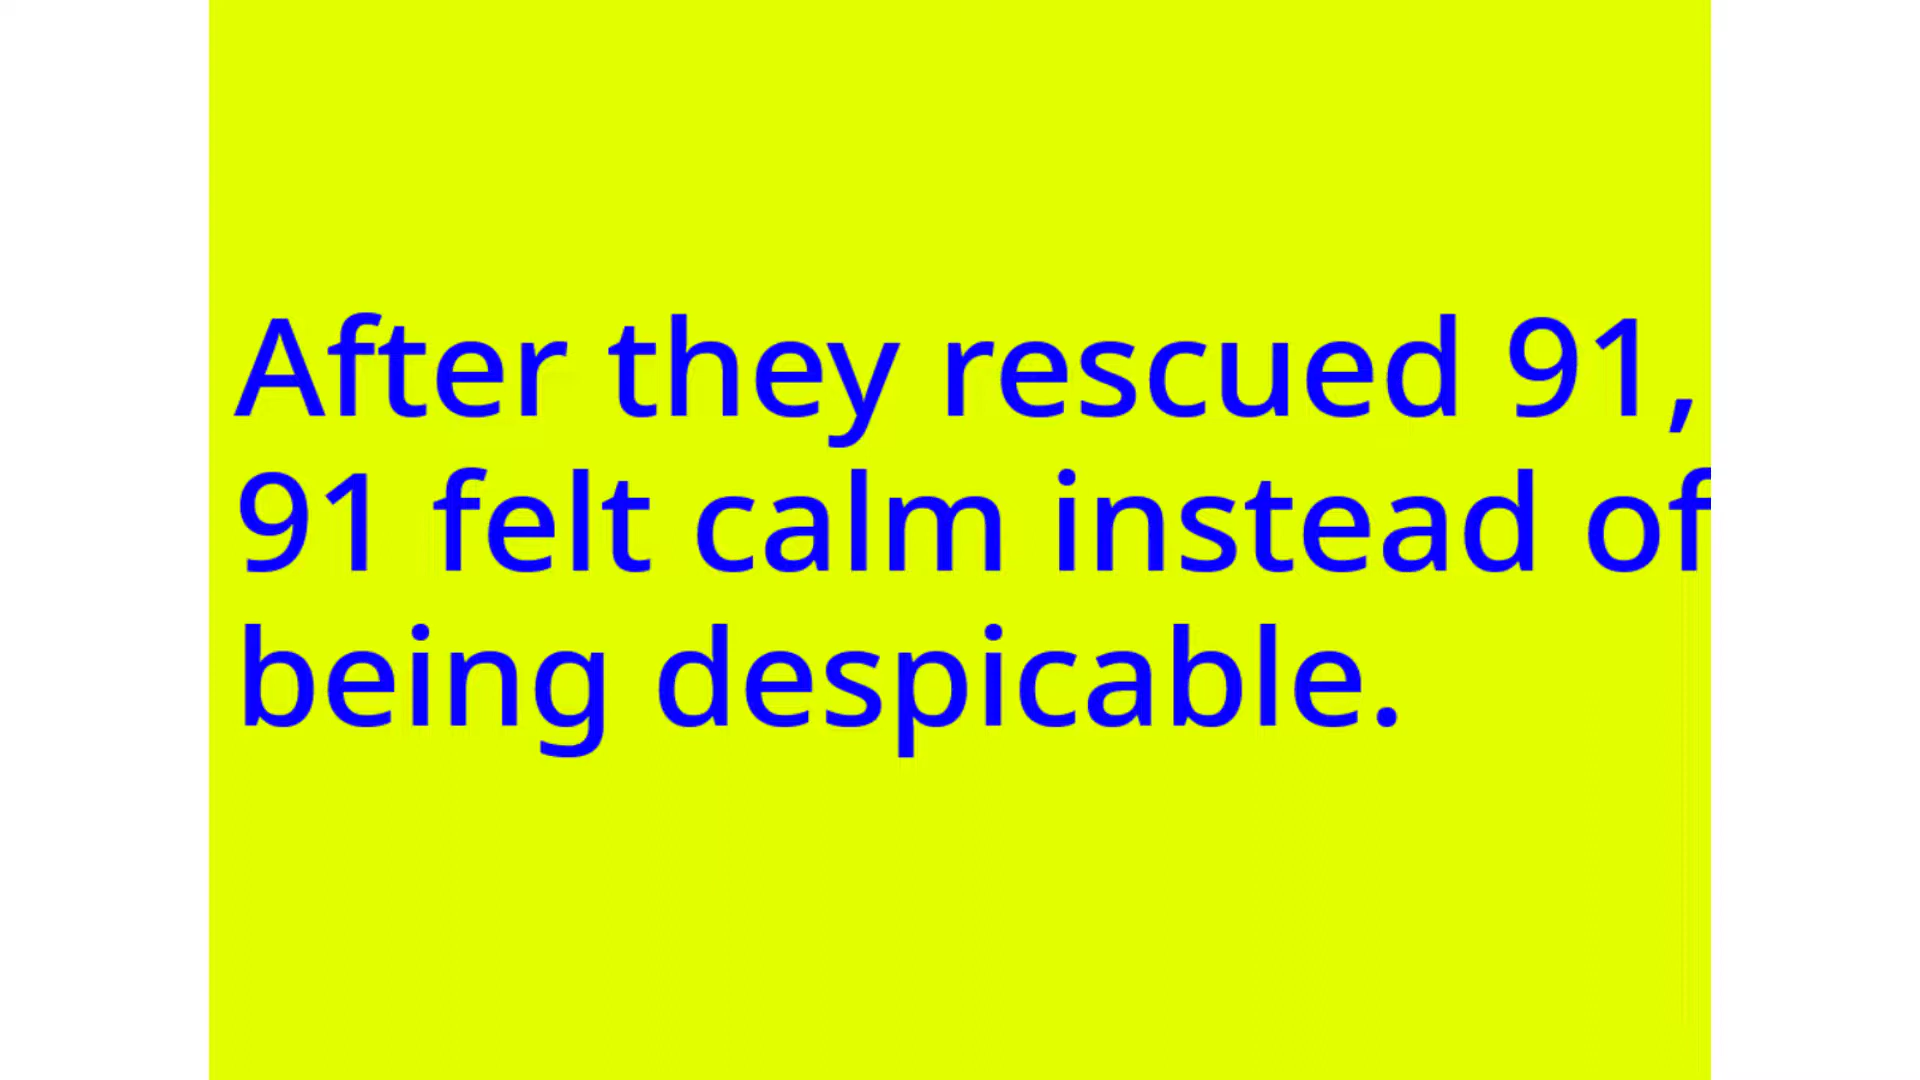 After they rescued 91,
91 felt calm instead of
being despicable.